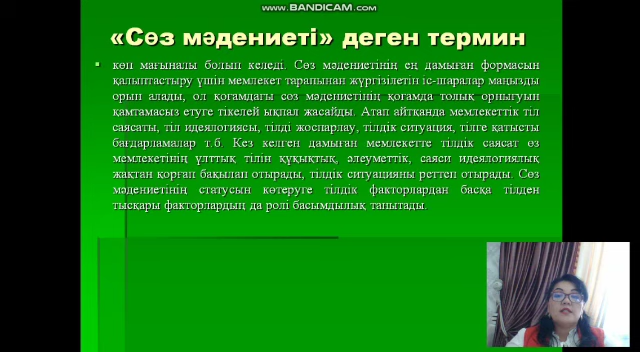 www.BANDICAM.com
«Сөз мәдениеті» деген термин
көп мағыналы болып келеді. Сөз мәдениетінің ең дамыған формасын
қалыптастыру үшін мемлекет тарапынан жүргізілетін іс-шаралар маңызды
орын алады, ол қоғамдағы сөз мәдениетінің қоғамда толық орнығуын
қамтамасыз етуге тікелей ықпал жасайды. Атап айтқанда мемлекеттік тіл
саясаты, тіл идеялогиясы, тілді жоспарлау, тілдік ситуация, тілге қатысты
бағдарламалар т.б. Кез келген дамыған мемлекетте тілдік саясат өз
мемлекетінің ұлттық тілін құқықтық, әлеуметтік, саяси идеялогиялық
жақтан қорғап бақылап отырады, тілдік ситуацияны реттеп отырады. Сөз
мәдениетінің статусын көтеруге тілдік факторлардан басқа тілден
тысқары факторлардың да ролі басымдылық танытады.